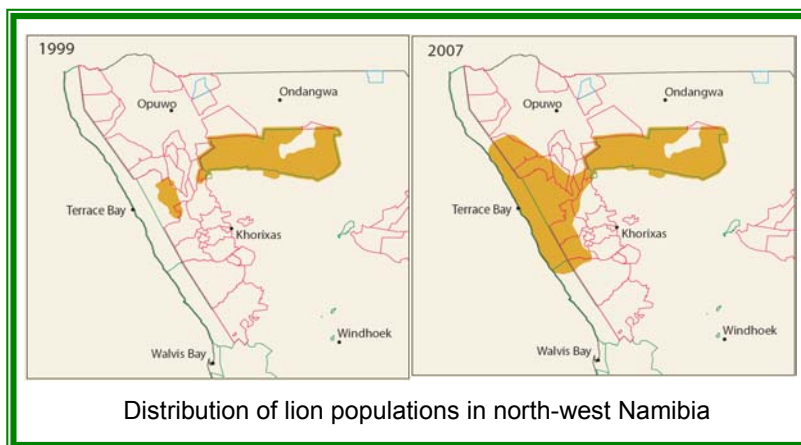 1999
Ondangwa
Opuwo
Terrace Bay
Khorixas
Windhoek
Walvis Bay
2007
Ondangwa
Opuwo
Terrace Bay
Khorixas
Windhoek
Walvis Bay
Distribution of lion populations in north-west Namibia